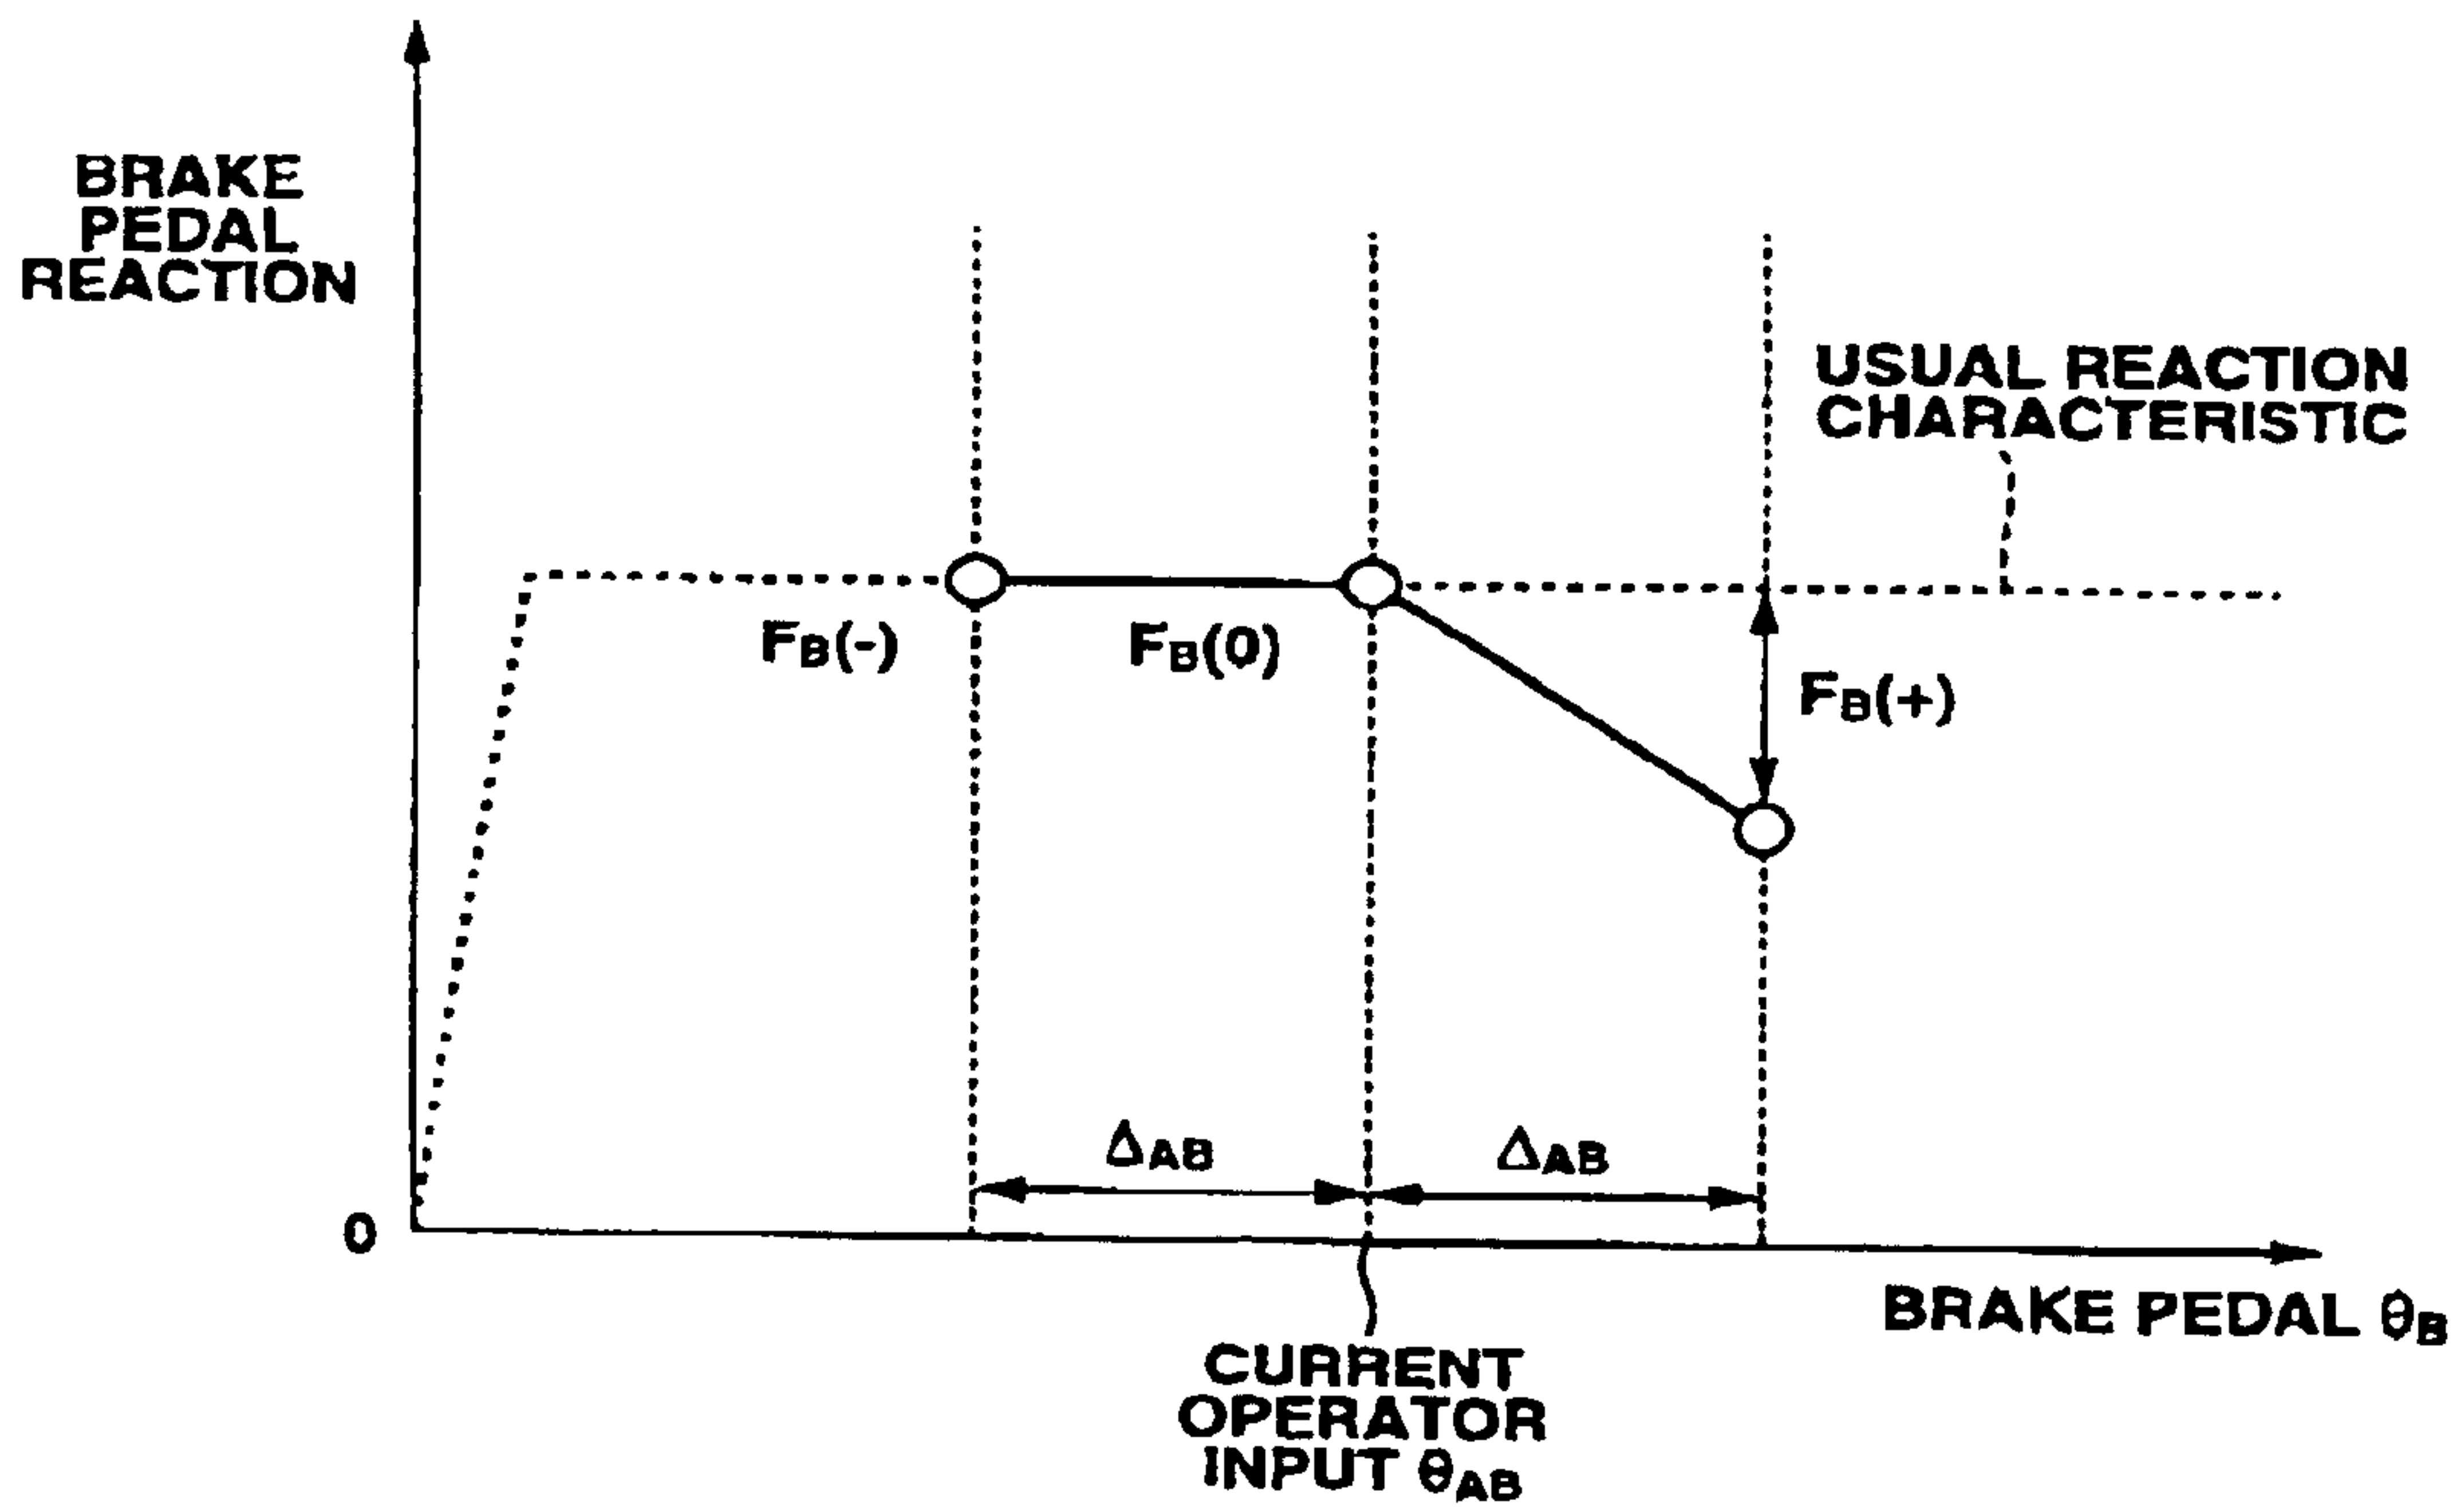 BRAKE
PEDAL
REACTION
USUAL REACTION
CHARACTERISTIC
FB(-)
FB(0)
FB(+)
ΔAB
ΔAB
0
BRAKE PEDAL θB
CURRENT
OPERATOR
INPUT θAB